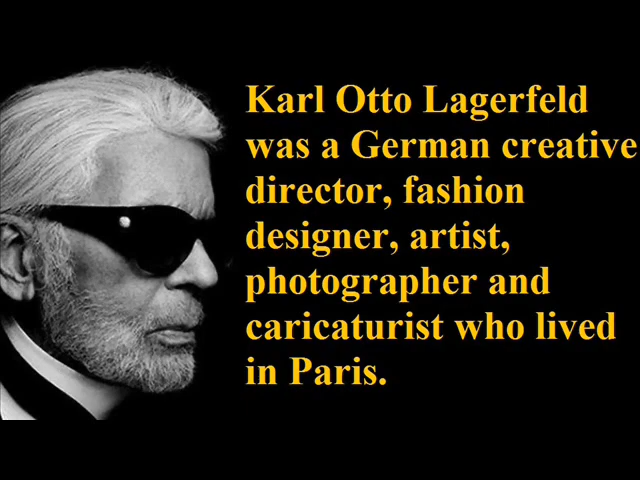 Karl Otto Lagerfeld
was a German creative
director, fashion
designer, artist,
photographer and
caricaturist who lived
in Paris.